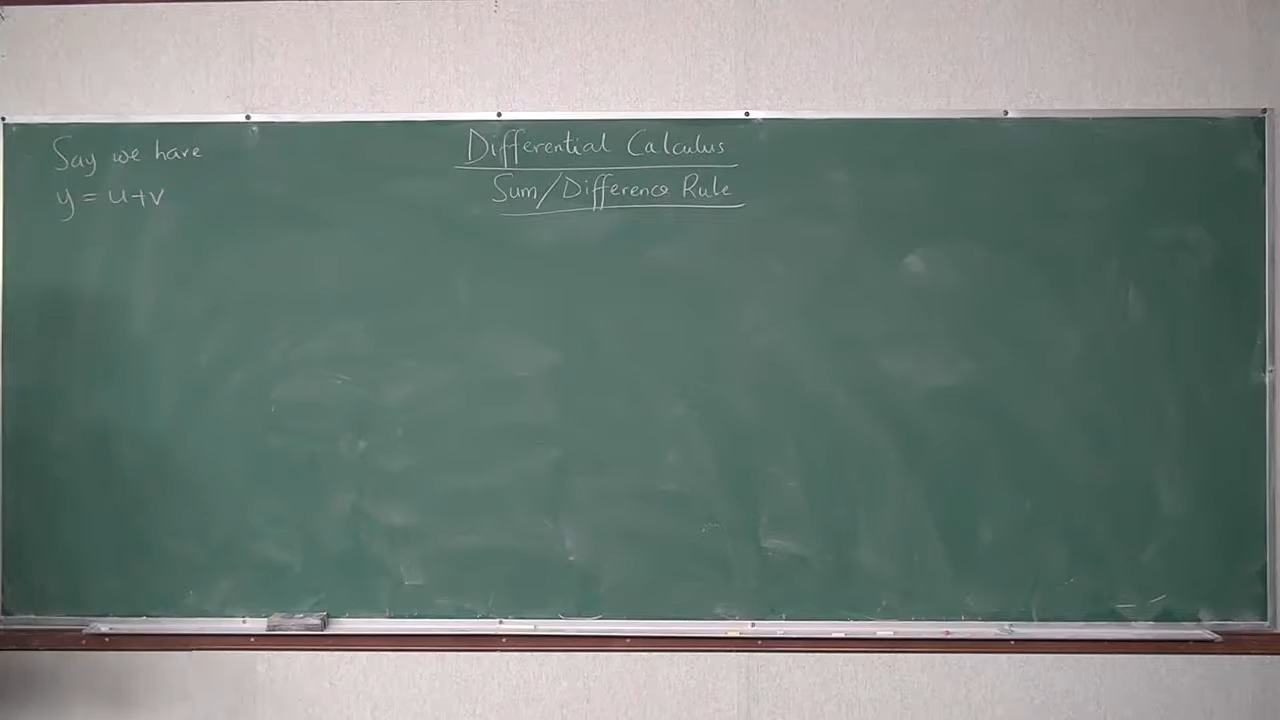 Differential Calculus
Sum/Difference Rule
Say we have
y = u+v